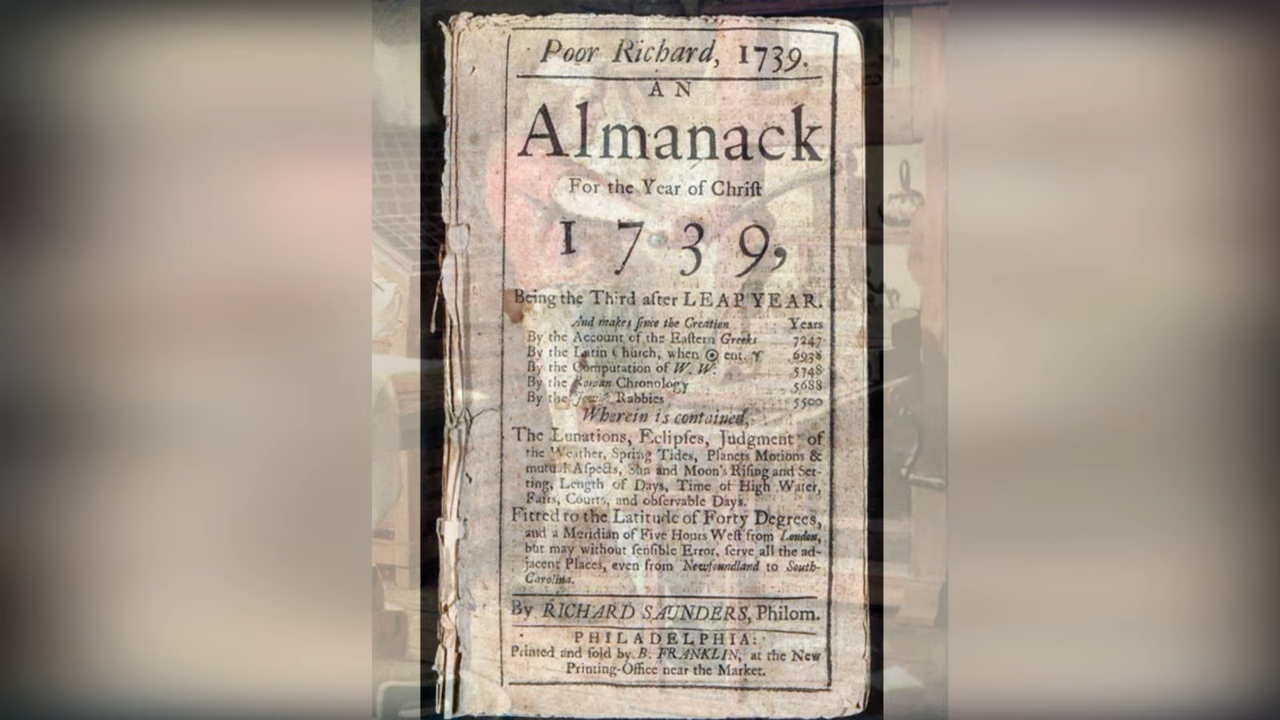 Poor Richard, 1739.
AN
Almanack
For the Year of Chriſt
1739,
Being the Third after LEAP YEAR.
And makes ſince the Creation Years
By the Account of the Eaſtern Greeks 7247
By the Latin Church, when ☉ ent. ♈ 6938
By the Computation of W. W. 5748
By the Roman Chronology 5688
By the Jewiſh Rabbies 5500
Wherein is contained,
The Lunations, Eclipſes, Judgment of
the Weather, Spring Tides, Planets Motions &
mutual Aſpects, Sun and Moon's Riſing and Set-
ting, Length of Days, Time of High Water,
Fairs, Courts, and obſervable Days.
Fitted to the Latitude of Forty Degrees,
and a Meridian of Five Hours Weſt from London,
but may without ſenſible Error, ſerve all the ad-
jacent Places, even from Newfoundland to South-
Carolina.
By RICHARD SAUNDERS, Philom.
PHILADELPHIA:
Printed and ſold by B. FRANKLIN, at the New
Printing-Office near the Market.